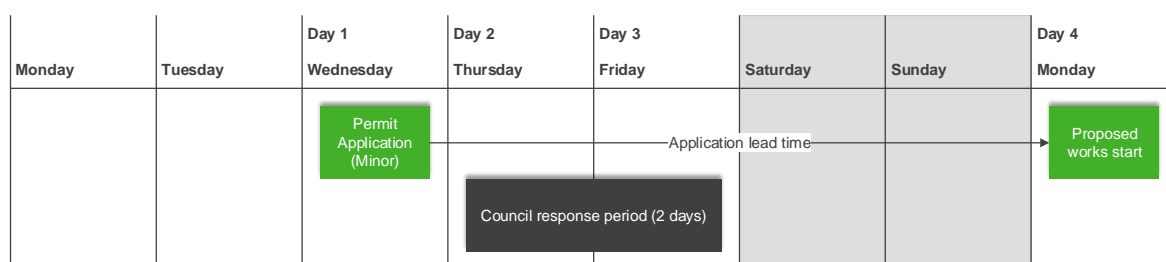 Day 1
Day 2
Day 3
Day 4
Monday
Tuesday
Wednesday
Thursday
Friday
Saturday
Sunday
Monday
Permit
Application
(Minor)
Application lead time
Proposed
works start
Council response period (2 days)